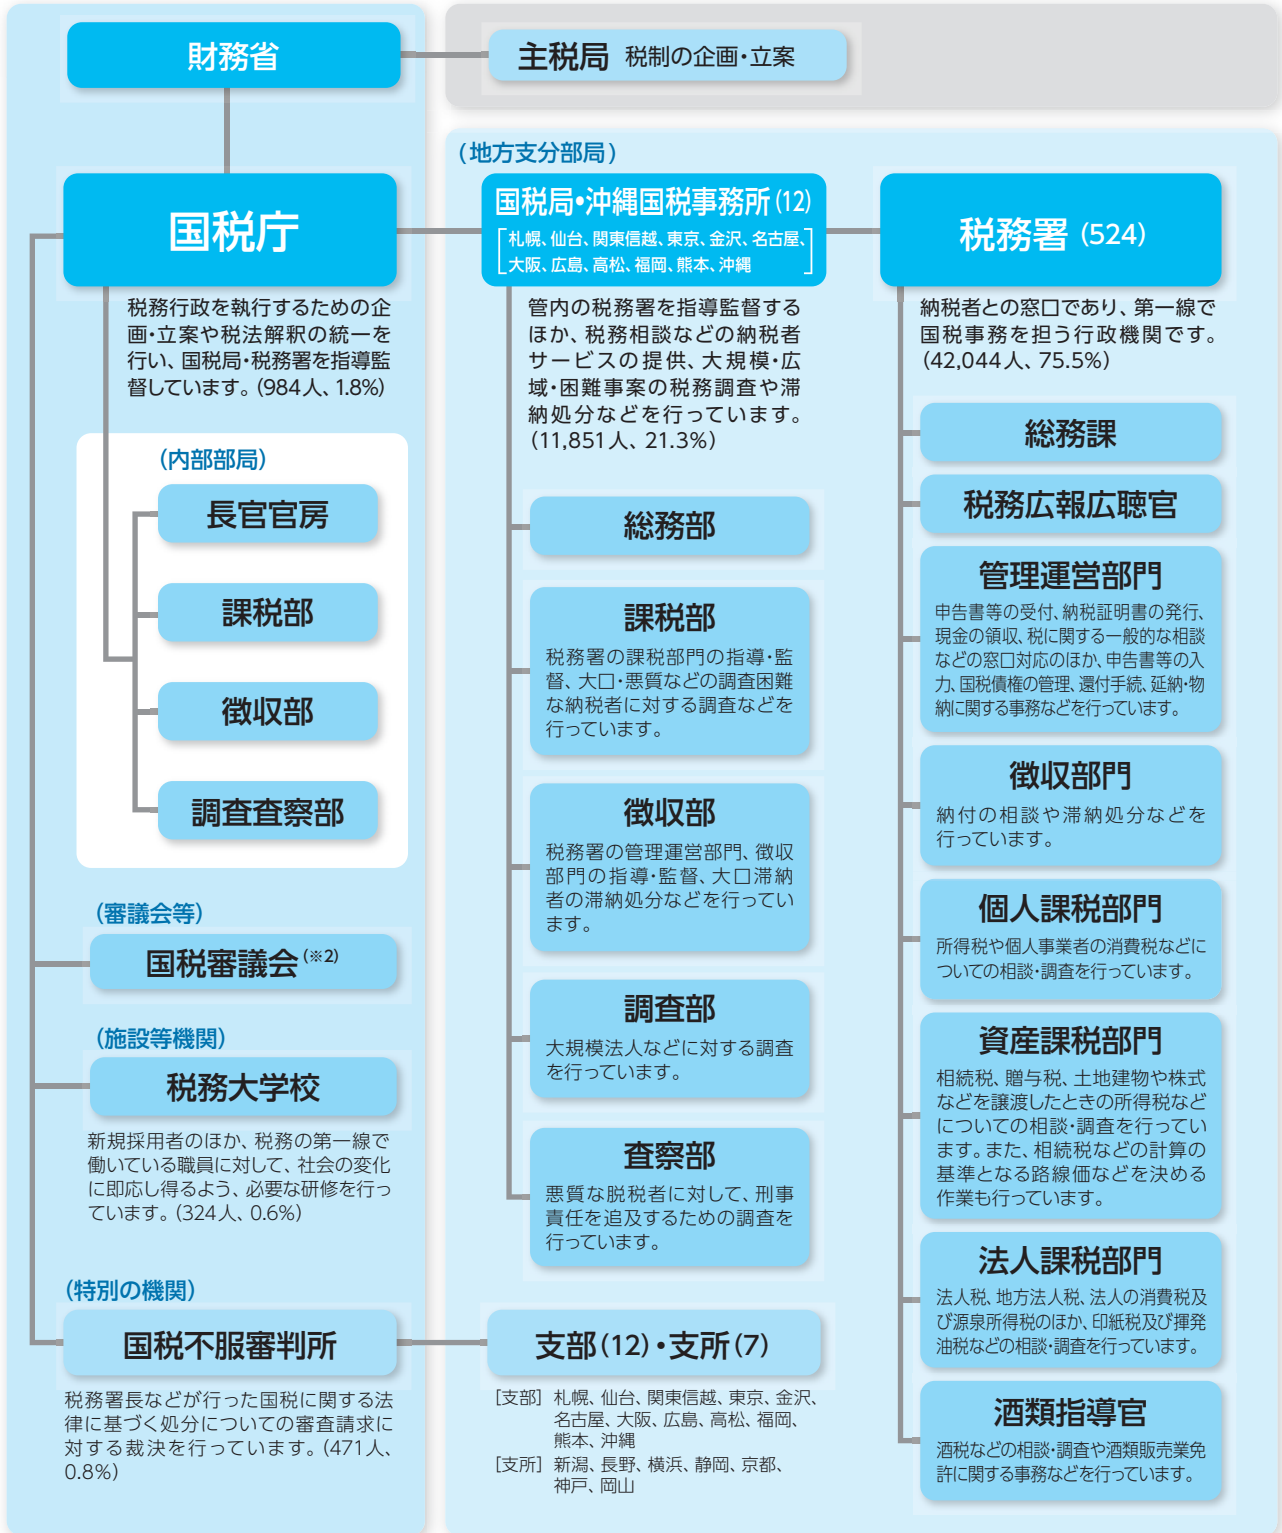 財務省
主税局 税制の企画・立案
国税庁
税務行政を執行するための企
画・立案や税法解釈の統一を
行い、国税局・税務署を指導監
督しています。(984人、1.8%)
(内部部局)
長官官房
課税部
徴収部
調査査察部
(審議会等)
国税審議会(※2)
(施設等機関)
税務大学校
新規採用者のほか、税務の第一線で
働いている職員に対して、社会の変化
に即応し得るよう、必要な研修を行っ
ています。(324人、0.6%)
(特別の機関)
国税不服審判所
税務署長などが行った国税に関する法
律に基づく処分についての審査請求に
対する裁決を行っています。(471人、
0.8%)
(地方支分部局)
国税局・沖縄国税事務所(12)
[札幌、仙台、関東信越、東京、金沢、名古屋、
大阪、広島、高松、福岡、熊本、沖縄]
管内の税務署を指導監督する
ほか、税務相談などの納税者
サービスの提供、大規模・広
域・困難事案の税務調査や滞
納処分などを行っています。
(11,851人、21.3%)
総務部
課税部
税務署の課税部門の指導・監
督、大口・悪質などの調査困難
な納税者に対する調査などを
行っています。
徴収部
税務署の管理運営部門、徴収
部門の指導・監督、大口滞納
者の滞納処分などを行ってい
ます。
調査部
大規模法人などに対する調査
を行っています。
査察部
悪質な脱税者に対して、刑事
責任を追及するための調査を
行っています。
支部(12)・支所(7)
[支部] 札幌、仙台、関東信越、東京、金沢、
名古屋、大阪、広島、高松、福岡、
熊本、沖縄
[支所] 新潟、長野、横浜、静岡、京都、
神戸、岡山
税務署(524)
納税者との窓口であり、第一線で
国税事務を担う行政機関です。
(42,044人、75.5%)
総務課
税務広報広聴官
管理運営部門
申告書等の受付、納税証明書の発行、
現金の領収、税に関する一般的な相談
などの窓口対応のほか、申告書等の入
力、国税債権の管理、還付手続、延納・物
納に関する事務などを行っています。
徴収部門
納付の相談や滞納処分などを
行っています。
個人課税部門
所得税や個人事業者の消費税などに
ついての相談・調査を行っています。
資産課税部門
相続税、贈与税、土地建物や株式
などを譲渡したときの所得税など
についての相談・調査を行ってい
ます。また、相続税などの計算の
基準となる路線価などを決める
作業も行っています。
法人課税部門
法人税、地方法人税、法人の消費税及
び源泉所得税のほか、印紙税及び揮発
油税などの相談・調査を行っています。
酒類指導官
酒税などの相談・調査や酒類販売業免
許に関する事務などを行っています。